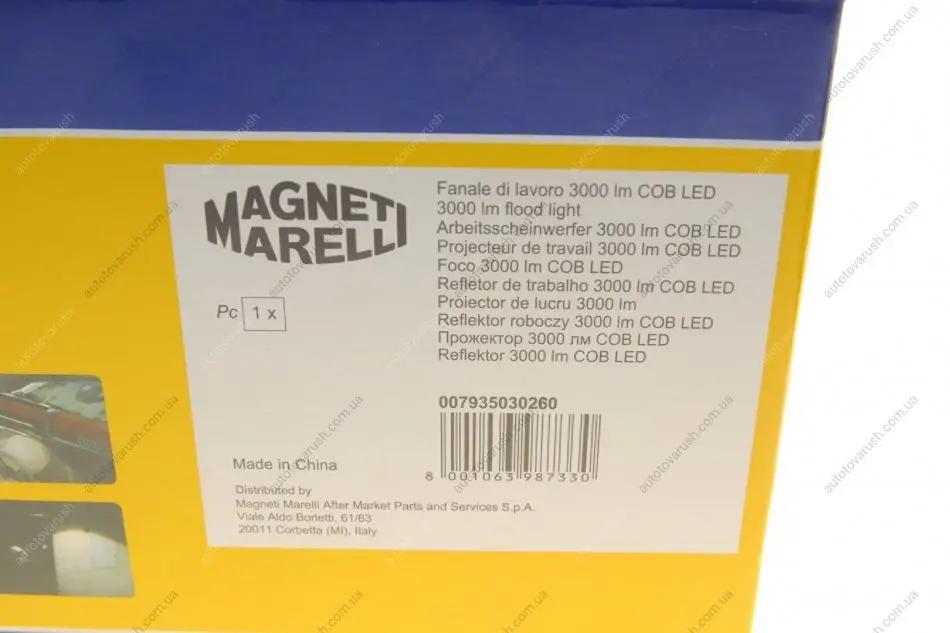 MAGNETI
MARELLI
Pc 1 x
Fanale di lavoro 3000 lm COB LED
3000 lm flood light
Arbeitsscheinwerfer 3000 lm COB LED
Projecteur de travail 3000 lm COB LED
Foco 3000 lm COB LED
Refletor de trabalho 3000 lm COB LED
Proiector de lucru 3000 lm
Reflektor roboczy 3000 lm COB LED
Прожектор 3000 лм COB LED
Reflektor 3000 lm COB LED
007935030260
8 001063 987330
Made in China
Distributed by
Magneti Marelli After Market Parts and Services S.p.A.
Viale Aldo Borletti, 61/63
20011 Corbetta (MI), Italy
autotovarush.com.ua